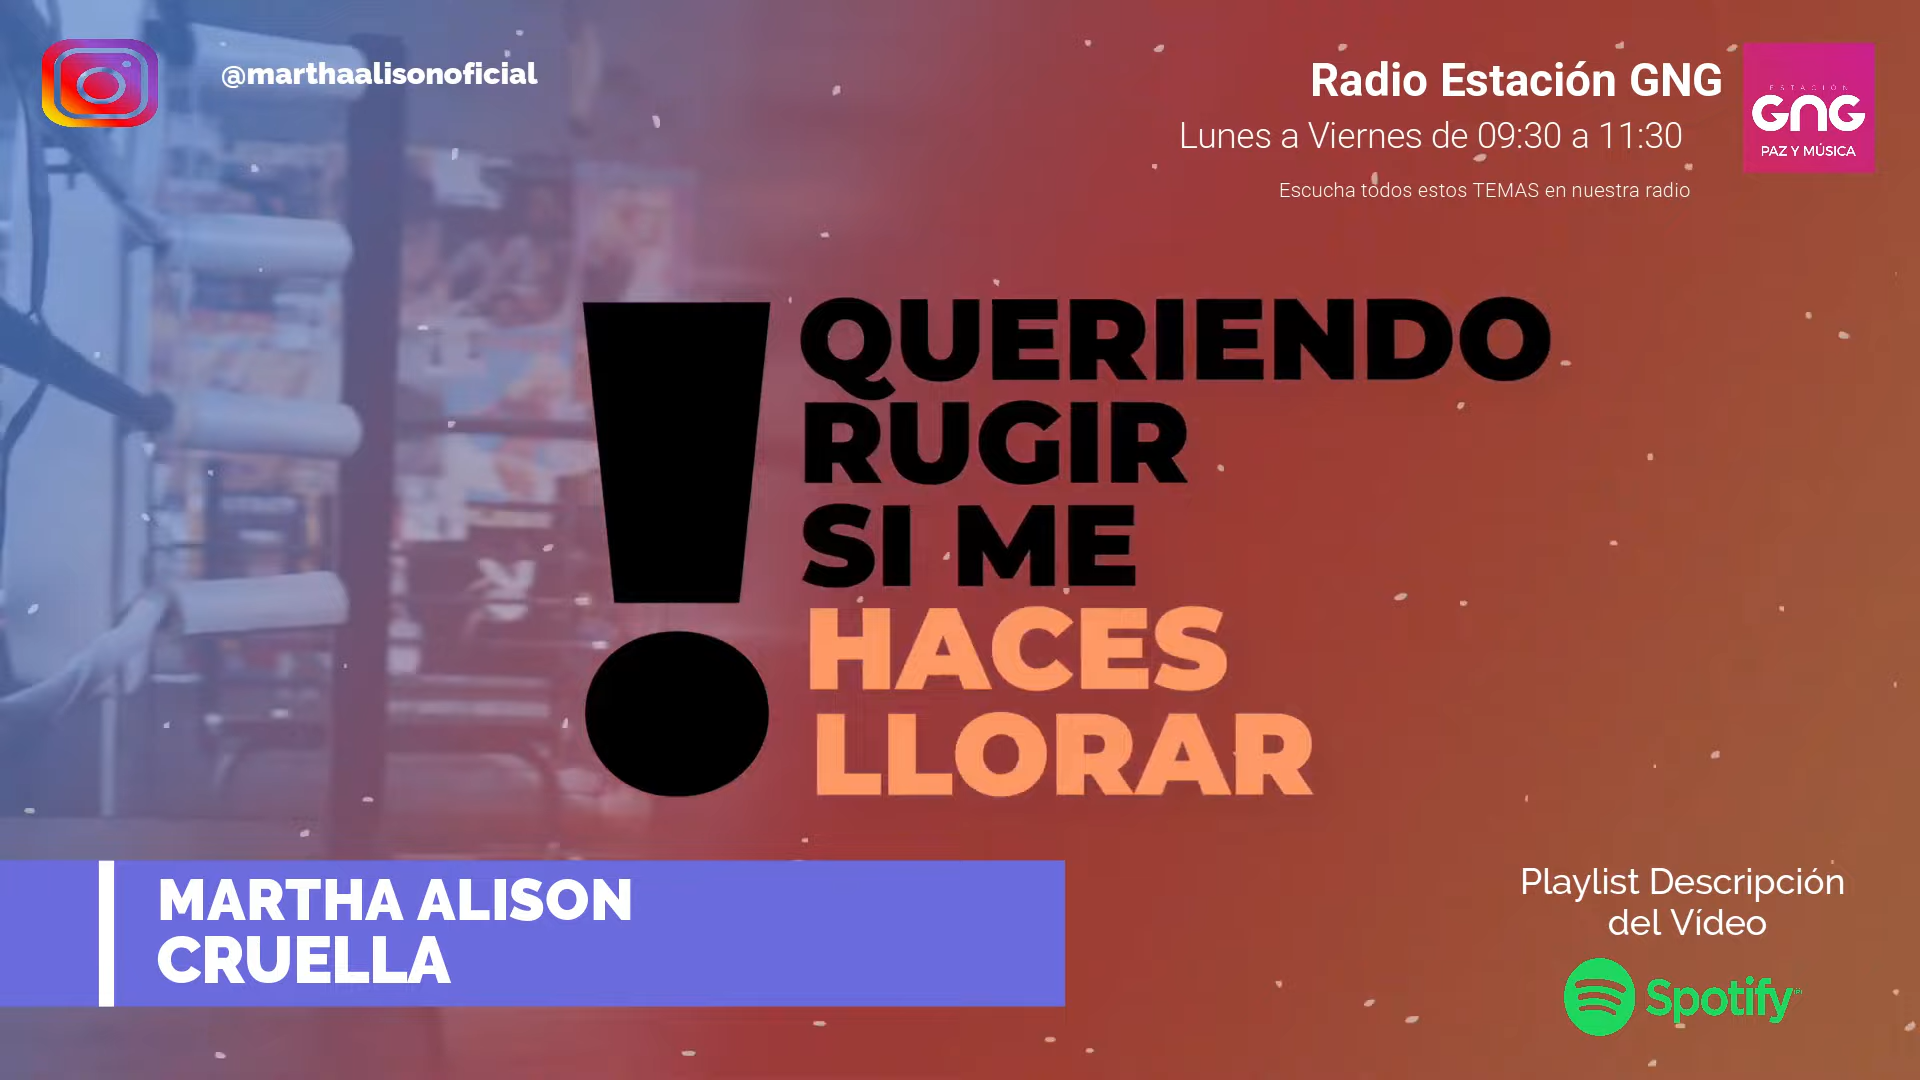 @marthaalisonoficial
Radio Estación GNG
Lunes a Viernes de 09:30 a 11:30
Escucha todos estos TEMAS en nuestra radio
ESTACIÓN
GNG
PAZ Y MÚSICA
!
QUERIENDO
RUGIR
SI ME
HACES
LLORAR
MARTHA ALISON
CRUELLA
Playlist Descripción
del Vídeo
Spotify